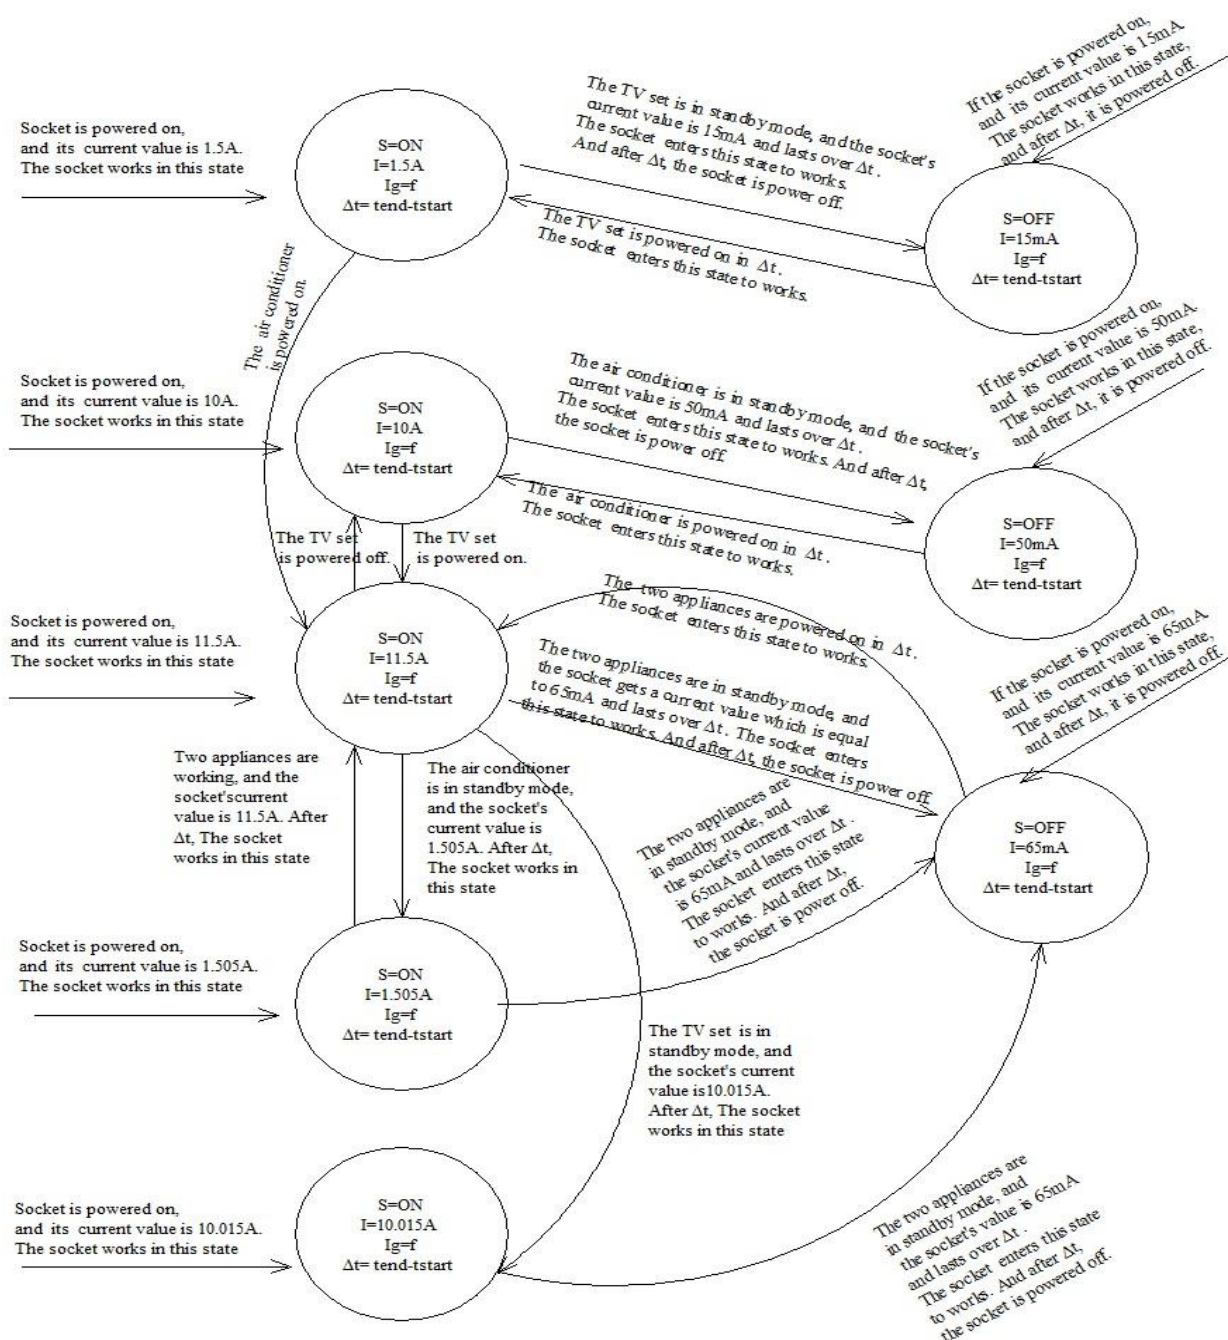 If the socket is powered on,
and its current value is 15mA
The socket works in this state,
and after Δt, it is powered off.
The TV set is in standby mode, and the socket's
current value is 15mA and lasts over Δt .
The socket enters this state to works.
And after Δt, the socket is power off.
Socket is powered on,
and its current value is 1.5A.
The socket works in this state
S=ON
I=1.5A
Ig=f
Δt= tend-tstart
The TV set is powered on in Δt .
The socket enters this state to works.
S=OFF
I=15mA
Ig=f
Δt= tend-tstart
The air conditioner
is powered on.
If the socket is powered on,
and its current value is 50mA.
The socket works in this state,
and after Δt, it is powered off.
Socket is powered on,
and its current value is 10A.
The socket works in this state
S=ON
I=10A
Ig=f
Δt= tend-tstart
The air conditioner is in standby mode, and the socket's
current value is 50mA and lasts over Δt .
The socket enters this state to works. And after Δt,
the socket is power off.
The air conditioner is powered on in Δt .
The socket enters this state to works.
S=OFF
I=50mA
Ig=f
Δt= tend-tstart
The TV set
is powered off.
The TV set
is powered on.
The two appliances are powered on in Δt .
The socket enters this state to works.
Socket is powered on,
and its current value is 11.5A.
The socket works in this state
S=ON
I=11.5A
Ig=f
Δt= tend-tstart
The two appliances are in standby mode, and
the socket gets a current value which is equal
to 65mA and lasts over Δt . The socket enters
this state to works. And after Δt, the socket is power off.
If the socket is powered on,
and its current value is 65mA
The socket works in this state,
and after Δt, it is powered off.
Two appliances are
working, and the
socket'scurrent
value is 11.5A. After
Δt, The socket
works in this state
The air conditioner
is in standby mode,
and the socket's
current value is
1.505A. After Δt,
The socket works in
this state
The two appliances are
in standby mode, and
the socket's current value
is 65mA and lasts over Δt .
The socket enters this state
to works. And after Δt,
the socket is power off.
S=OFF
I=65mA
Ig=f
Δt= tend-tstart
Socket is powered on,
and its current value is 1.505A.
The socket works in this state
S=ON
I=1.505A
Ig=f
Δt= tend-tstart
The TV set is in
standby mode, and
the socket's current
value is10.015A.
After Δt, The socket
works in this state
Socket is powered on,
and its current value is 10.015A.
The socket works in this state
S=ON
I=10.015A
Ig=f
Δt= tend-tstart
The two appliances are
in standby mode, and
the socket's value is 65mA
and lasts over Δt .
The socket enters this state
to works. And after Δt,
the socket is powered off.